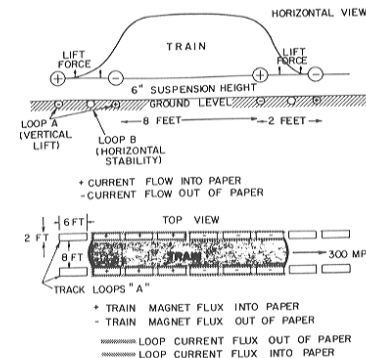 HORIZONTAL VIEW
LIFT
FORCE
TRAIN
LIFT
FORCE
+
-
+
-
6" SUSPENSION HEIGHT
GROUND LEVEL
LOOP A
(VERTICAL
LIFT)
LOOP B
(HORIZONTAL
STABILITY)
8 FEET
2 FEET
+ CURRENT FLOW INTO PAPER
- CURRENT FLOW OUT OF PAPER
6 FT
TOP VIEW
2 FT
8 FT
TRAIN
300 MP
TRACK LOOPS "A"
+ TRAIN MAGNET FLUX INTO PAPER
- TRAIN MAGNET FLUX OUT OF PAPER
LOOP CURRENT FLUX OUT OF PAPER
LOOP CURRENT FLUX INTO PAPER